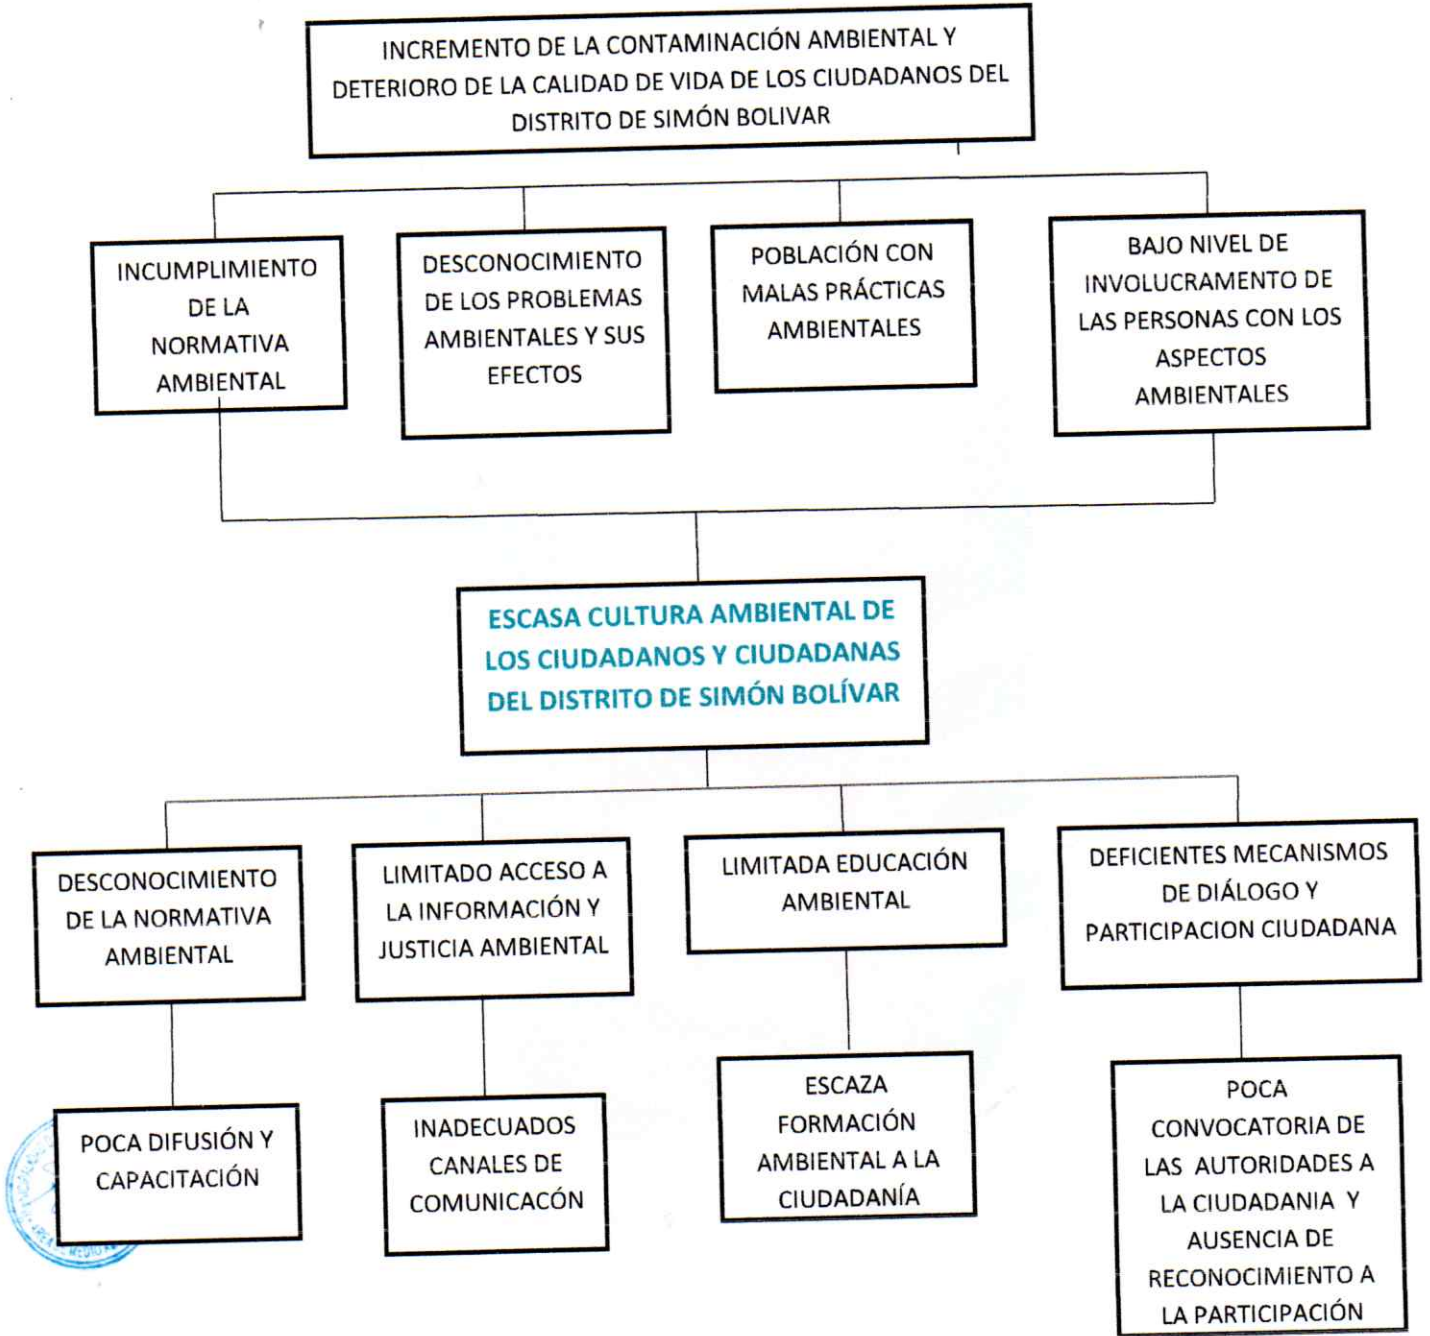 INCREMENTO DE LA CONTAMINACIÓN AMBIENTAL Y
DETERIORO DE LA CALIDAD DE VIDA DE LOS CIUDADANOS DEL
DISTRITO DE SIMÓN BOLIVAR
INCUMPLIMIENTO
DE LA
NORMATIVA
AMBIENTAL
DESCONOCIMIENTO
DE LOS PROBLEMAS
AMBIENTALES Y SUS
EFECTOS
POBLACIÓN CON
MALAS PRÁCTICAS
AMBIENTALES
BAJO NIVEL DE
INVOLUCRAMENTO DE
LAS PERSONAS CON LOS
ASPECTOS
AMBIENTALES
ESCASA CULTURA AMBIENTAL DE
LOS CIUDADANOS Y CIUDADANAS
DEL DISTRITO DE SIMÓN BOLÍVAR
DESCONOCIMIENTO
DE LA NORMATIVA
AMBIENTAL
LIMITADO ACCESO A
LA INFORMACIÓN Y
JUSTICIA AMBIENTAL
LIMITADA EDUCACIÓN
AMBIENTAL
DEFICIENTES MECANISMOS
DE DIÁLOGO Y
PARTICIPACION CIUDADANA
POCA DIFUSIÓN Y
CAPACITACIÓN
INADECUADOS
CANALES DE
COMUNICACÓN
ESCAZA
FORMACIÓN
AMBIENTAL A LA
CIUDADANÍA
POCA
CONVOCATORIA DE
LAS AUTORIDADES A
LA CIUDADANIA Y
AUSENCIA DE
RECONOCIMIENTO A
LA PARTICIPACIÓN
MEDIO